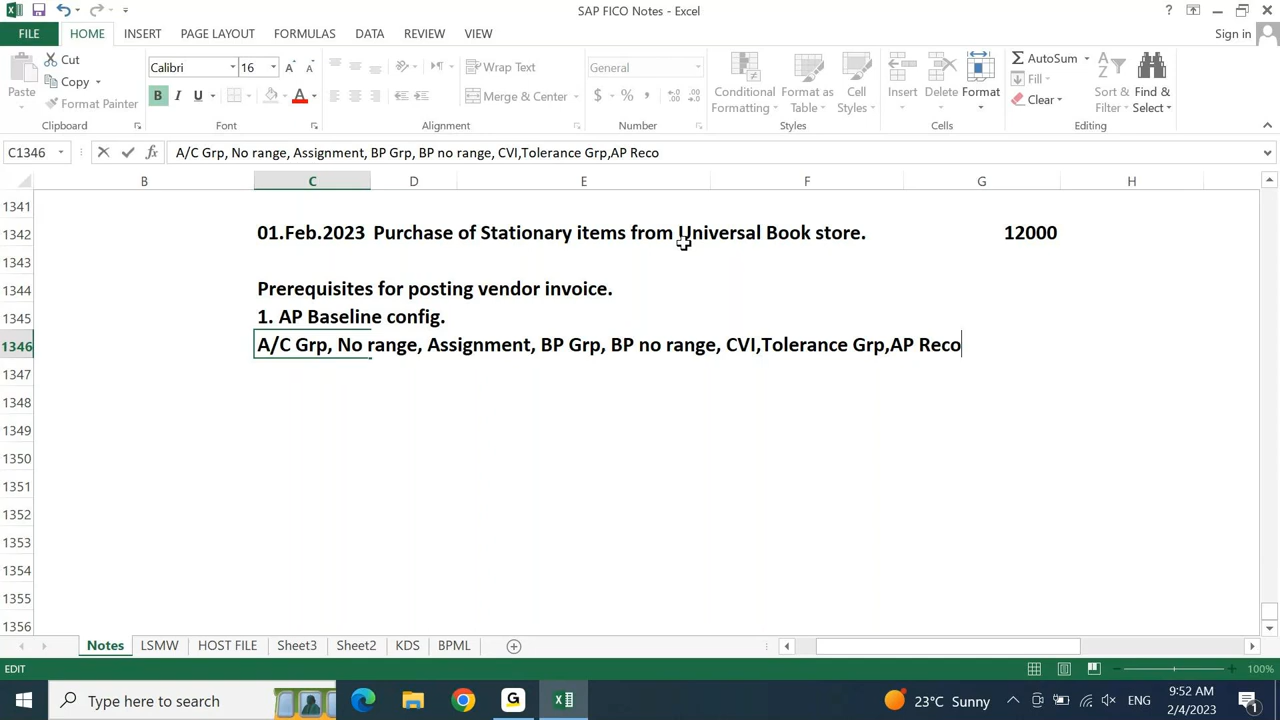 SAP FICO Notes - Excel
? Sign in
FILE HOME INSERT PAGE LAYOUT FORMULAS DATA REVIEW VIEW
Paste
Cut
Copy
Format Painter
Clipboard
Calibri 16
B I U A
Font
Wrap Text
Merge & Center
Alignment
General
$ % , .00
Number
Conditional Formatting
Format as Table
Cell Styles
Styles
Insert Delete Format
Cells
AutoSum
Fill
Clear
Sort & Filter
Find & Select
Editing
C1346 fx A/C Grp, No range, Assignment, BP Grp, BP no range, CVI,Tolerance Grp,AP Reco
B C D E F G H
1341
1342 01.Feb.2023 Purchase of Stationary items from Universal Book store. 12000
1343
1344 Prerequisites for posting vendor invoice.
1345 1. AP Baseline config.
1346 A/C Grp, No range, Assignment, BP Grp, BP no range, CVI,Tolerance Grp,AP Reco
1347
1348
1349
1350
1351
1352
1353
1354
1355
1356
Notes LSMW HOST FILE Sheet3 Sheet2 KDS BPML
EDIT 100%
Type here to search
23°C Sunny
ENG
9:52 AM
2/4/2023
1